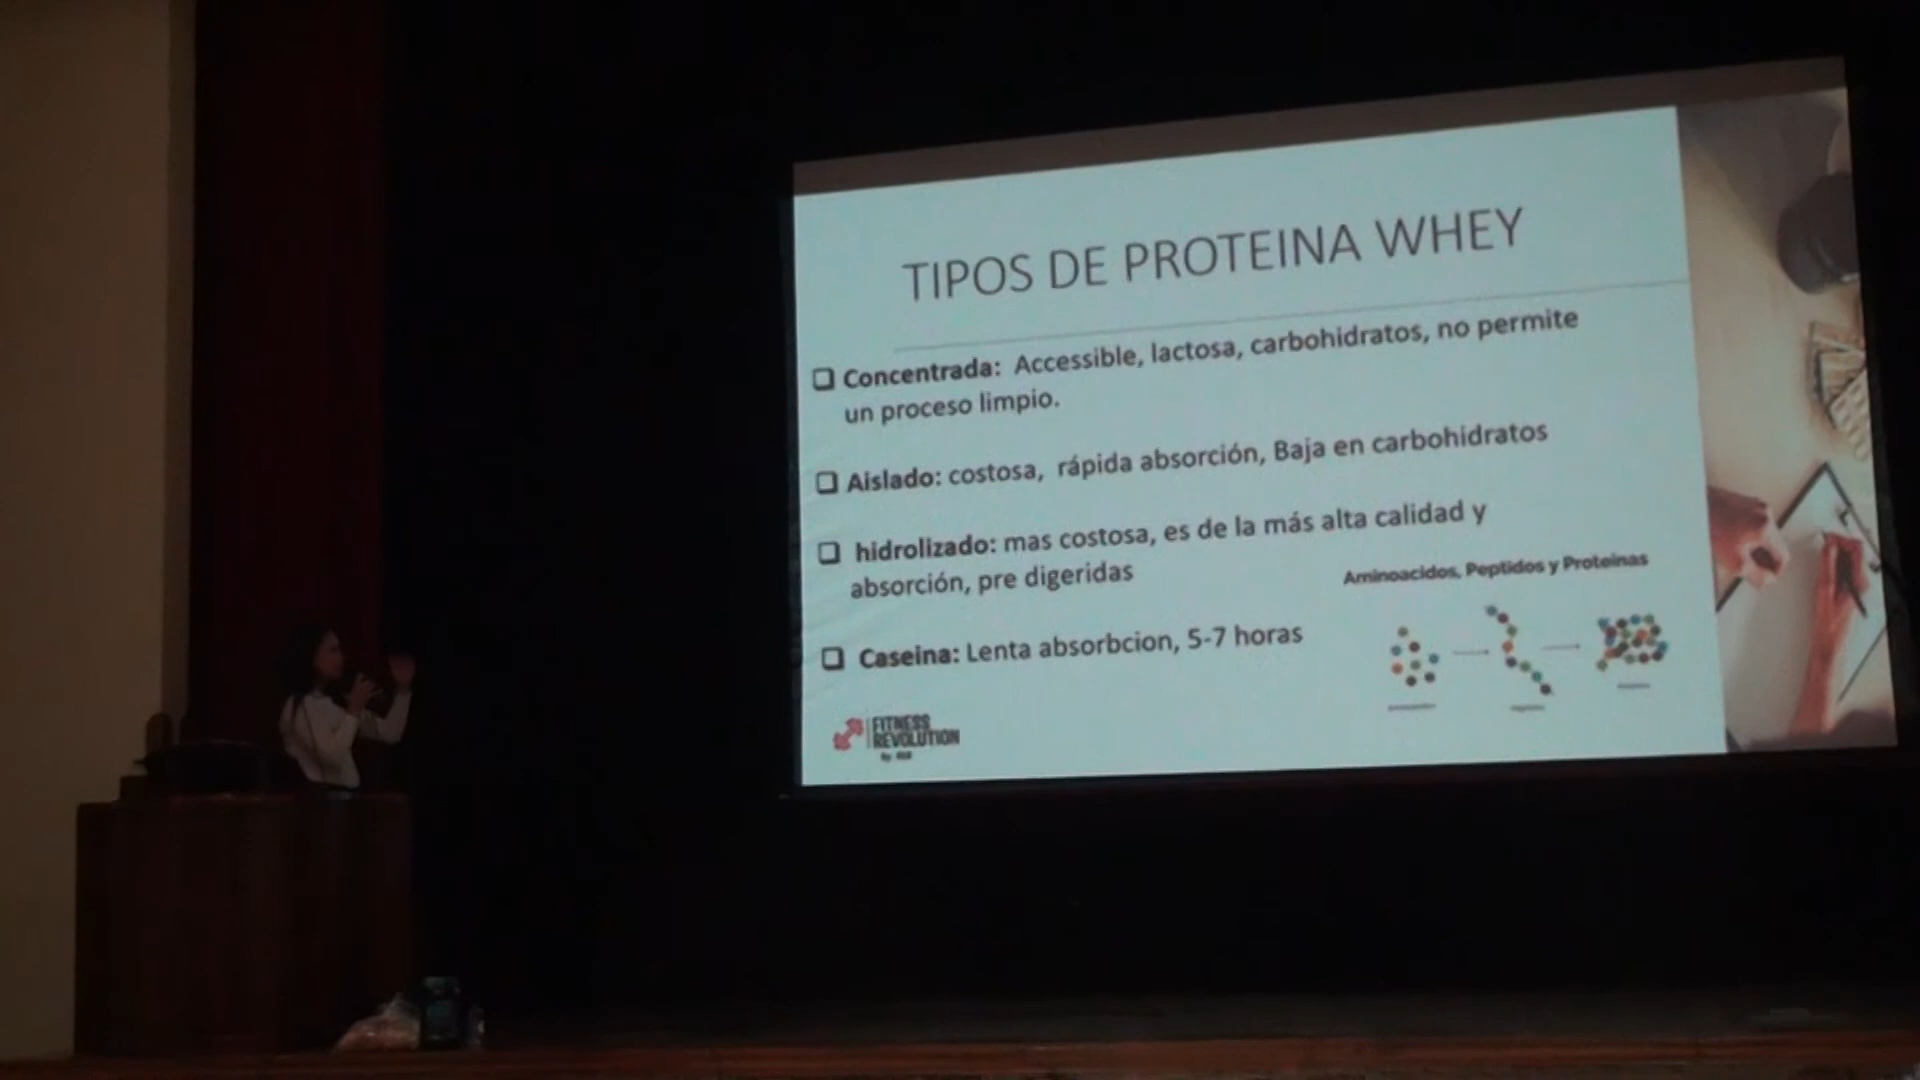 TIPOS DE PROTEINA WHEY
Concentrada: Accessible, lactosa, carbohidratos, no permite
un proceso limpio.
Aislado: costosa, rápida absorción, Baja en carbohidratos
hidrolizado: mas costosa, es de la más alta calidad y
absorción, pre digeridas
Caseina: Lenta absorbcion, 5-7 horas
Aminoacidos, Peptidos y Proteinas
FITNESS
REVOLUTION